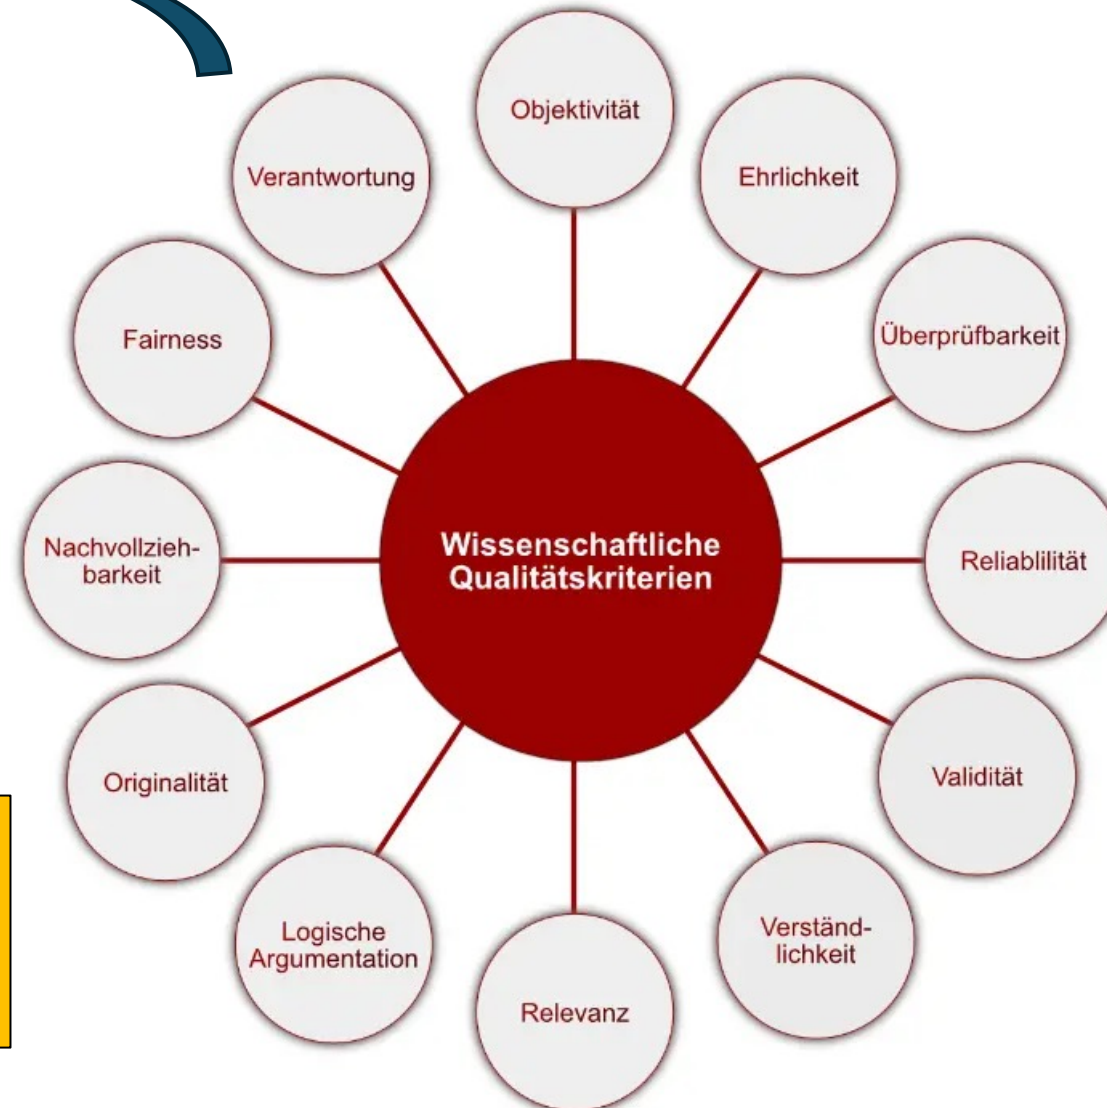 Objektivität
Ehrlichkeit
Überprüfbarkeit
Reliablilität
Validität
Verständ-
lichkeit
Relevanz
Logische
Argumentation
Originalität
Nachvollzieh-
barkeit
Fairness
Verantwortung
Wissenschaftliche
Qualitätskriterien